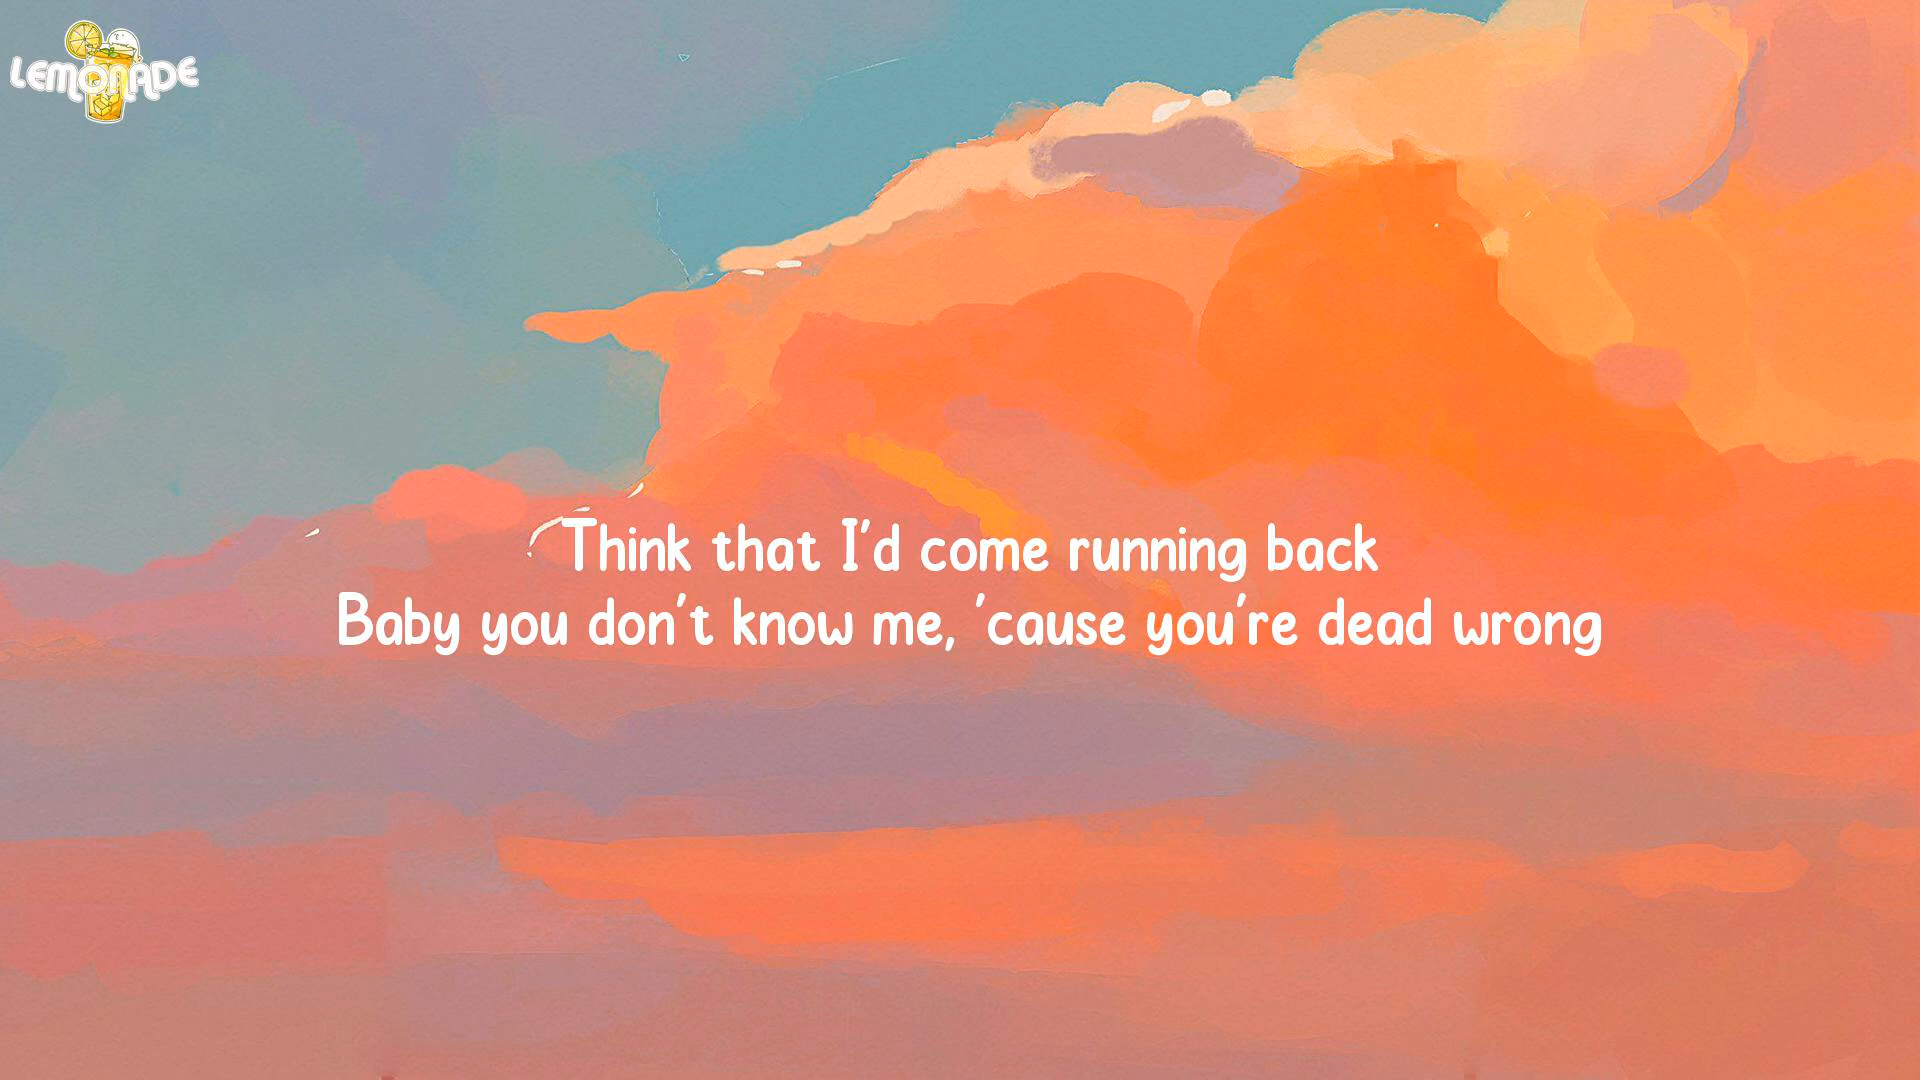 LEMONADE
Think that I'd come running back
Baby you don't know me, 'cause you're dead wrong